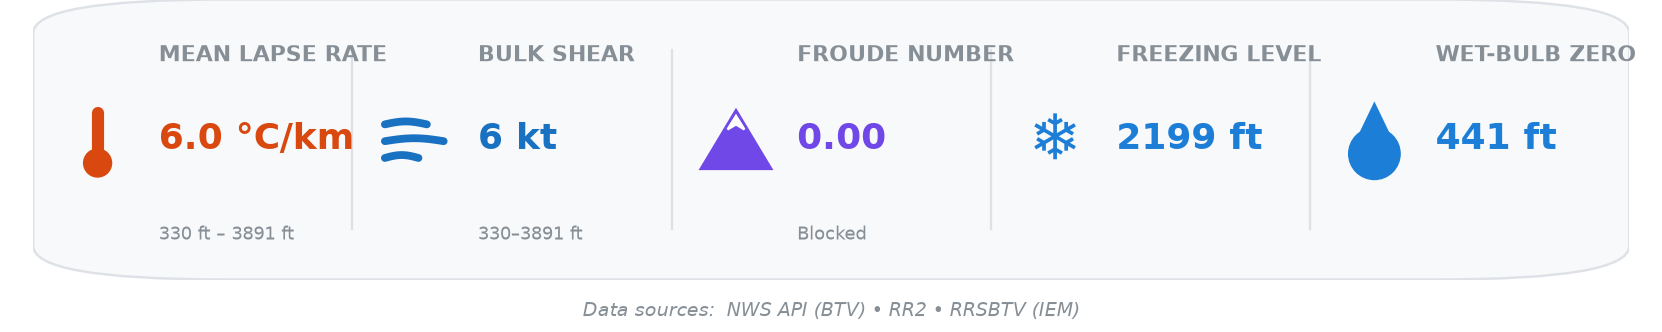 MEAN LAPSE RATE
6.0 °C/km
330 ft – 3891 ft
BULK SHEAR
6 kt
330–3891 ft
FROUDE NUMBER
0.00
Blocked
FREEZING LEVEL
2199 ft
WET-BULB ZERO
441 ft
Data sources:  NWS API (BTV) • RR2 • RRSBTV (IEM)